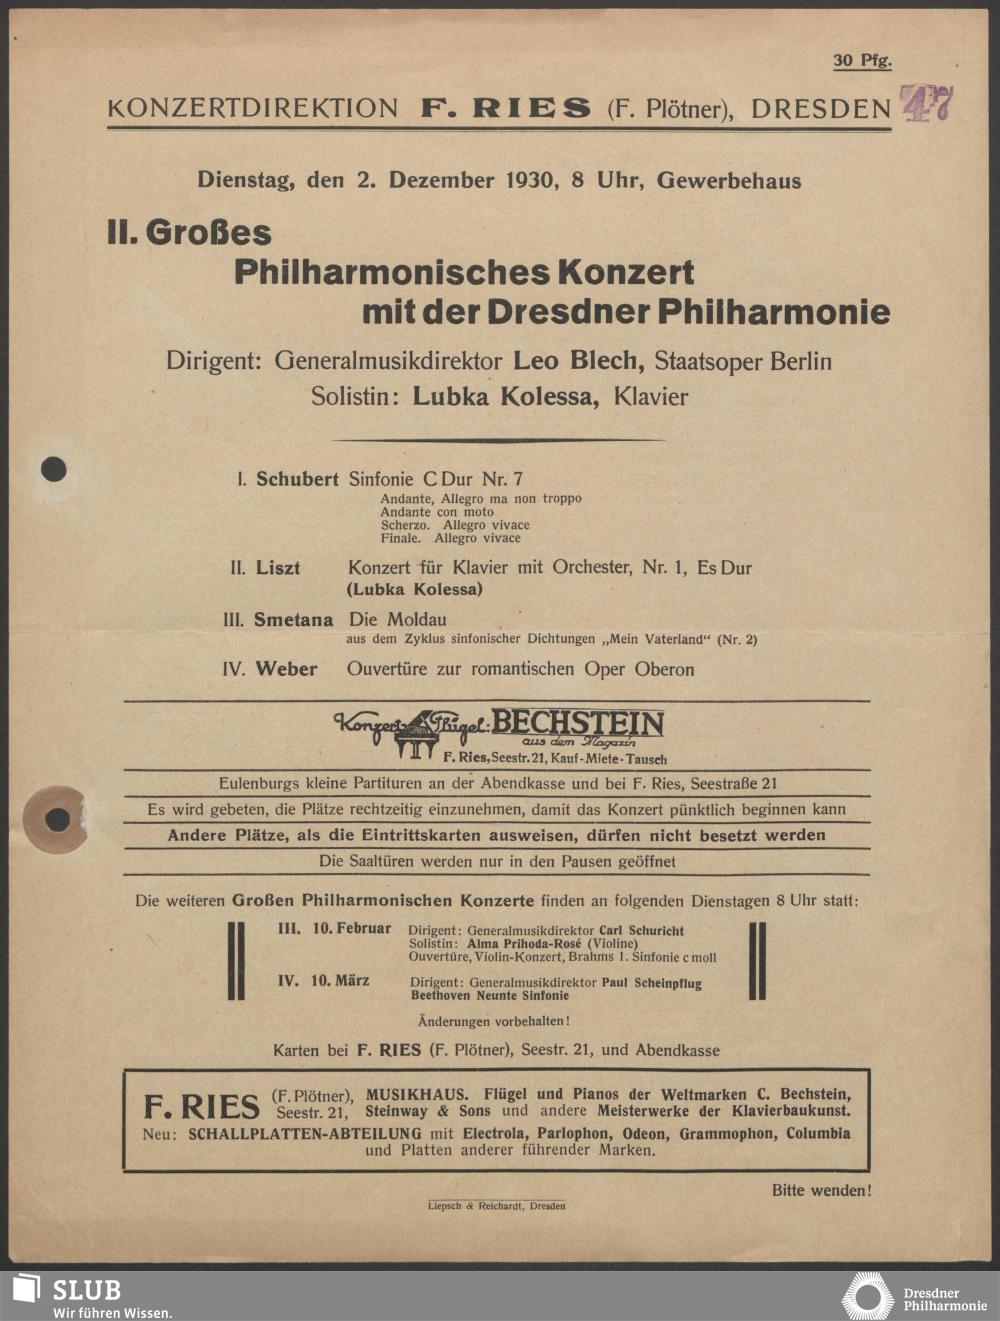 30 Pfg.
KONZERTDIREKTION F. RIES (F. Plötner), DRESDEN
47
Dienstag, den 2. Dezember 1930, 8 Uhr, Gewerbehaus
II. Großes
Philharmonisches Konzert
mit der Dresdner Philharmonie
Dirigent: Generalmusikdirektor Leo Blech, Staatsoper Berlin
Solistin: Lubka Kolessa, Klavier
I. Schubert Sinfonie C Dur Nr. 7
Andante, Allegro ma non troppo
Andante con moto
Scherzo. Allegro vivace
Finale. Allegro vivace
II. Liszt Konzert für Klavier mit Orchester, Nr. 1, Es Dur
(Lubka Kolessa)
III. Smetana Die Moldau
aus dem Zyklus sinfonischer Dichtungen „Mein Vaterland“ (Nr. 2)
IV. Weber Ouvertüre zur romantischen Oper Oberon
Konzert-Flügel: BECHSTEIN
aus dem Magazin
F. Ries, Seestr. 21, Kauf-Miete-Tausch
Eulenburgs kleine Partituren an der Abendkasse und bei F. Ries, Seestraße 21
Es wird gebeten, die Plätze rechtzeitig einzunehmen, damit das Konzert pünktlich beginnen kann
Andere Plätze, als die Eintrittskarten ausweisen, dürfen nicht besetzt werden
Die Saaltüren werden nur in den Pausen geöffnet
Die weiteren Großen Philharmonischen Konzerte finden an folgenden Dienstagen 8 Uhr statt:
III. 10. Februar Dirigent: Generalmusikdirektor Carl Schuricht
Solistin: Alma Prihoda-Rosé (Violine)
Ouvertüre, Violin-Konzert, Brahms 1. Sinfonie c moll
IV. 10. März Dirigent: Generalmusikdirektor Paul Scheinpflug
Beethoven Neunte Sinfonie
Änderungen vorbehalten!
Karten bei F. RIES (F. Plötner), Seestr. 21, und Abendkasse
F. RIES (F. Plötner), MUSIKHAUS. Flügel und Pianos der Weltmarken C. Bechstein,
Seestr. 21, Steinway & Sons und andere Meisterwerke der Klavierbaukunst.
Neu: SCHALLPLATTEN-ABTEILUNG mit Electrola, Parlophon, Odeon, Grammophon, Columbia
und Platten anderer führender Marken.
Bitte wenden!
Liepsch & Reichardt, Dresden
SLUB
Wir führen Wissen.
Dresdner
Philharmonie